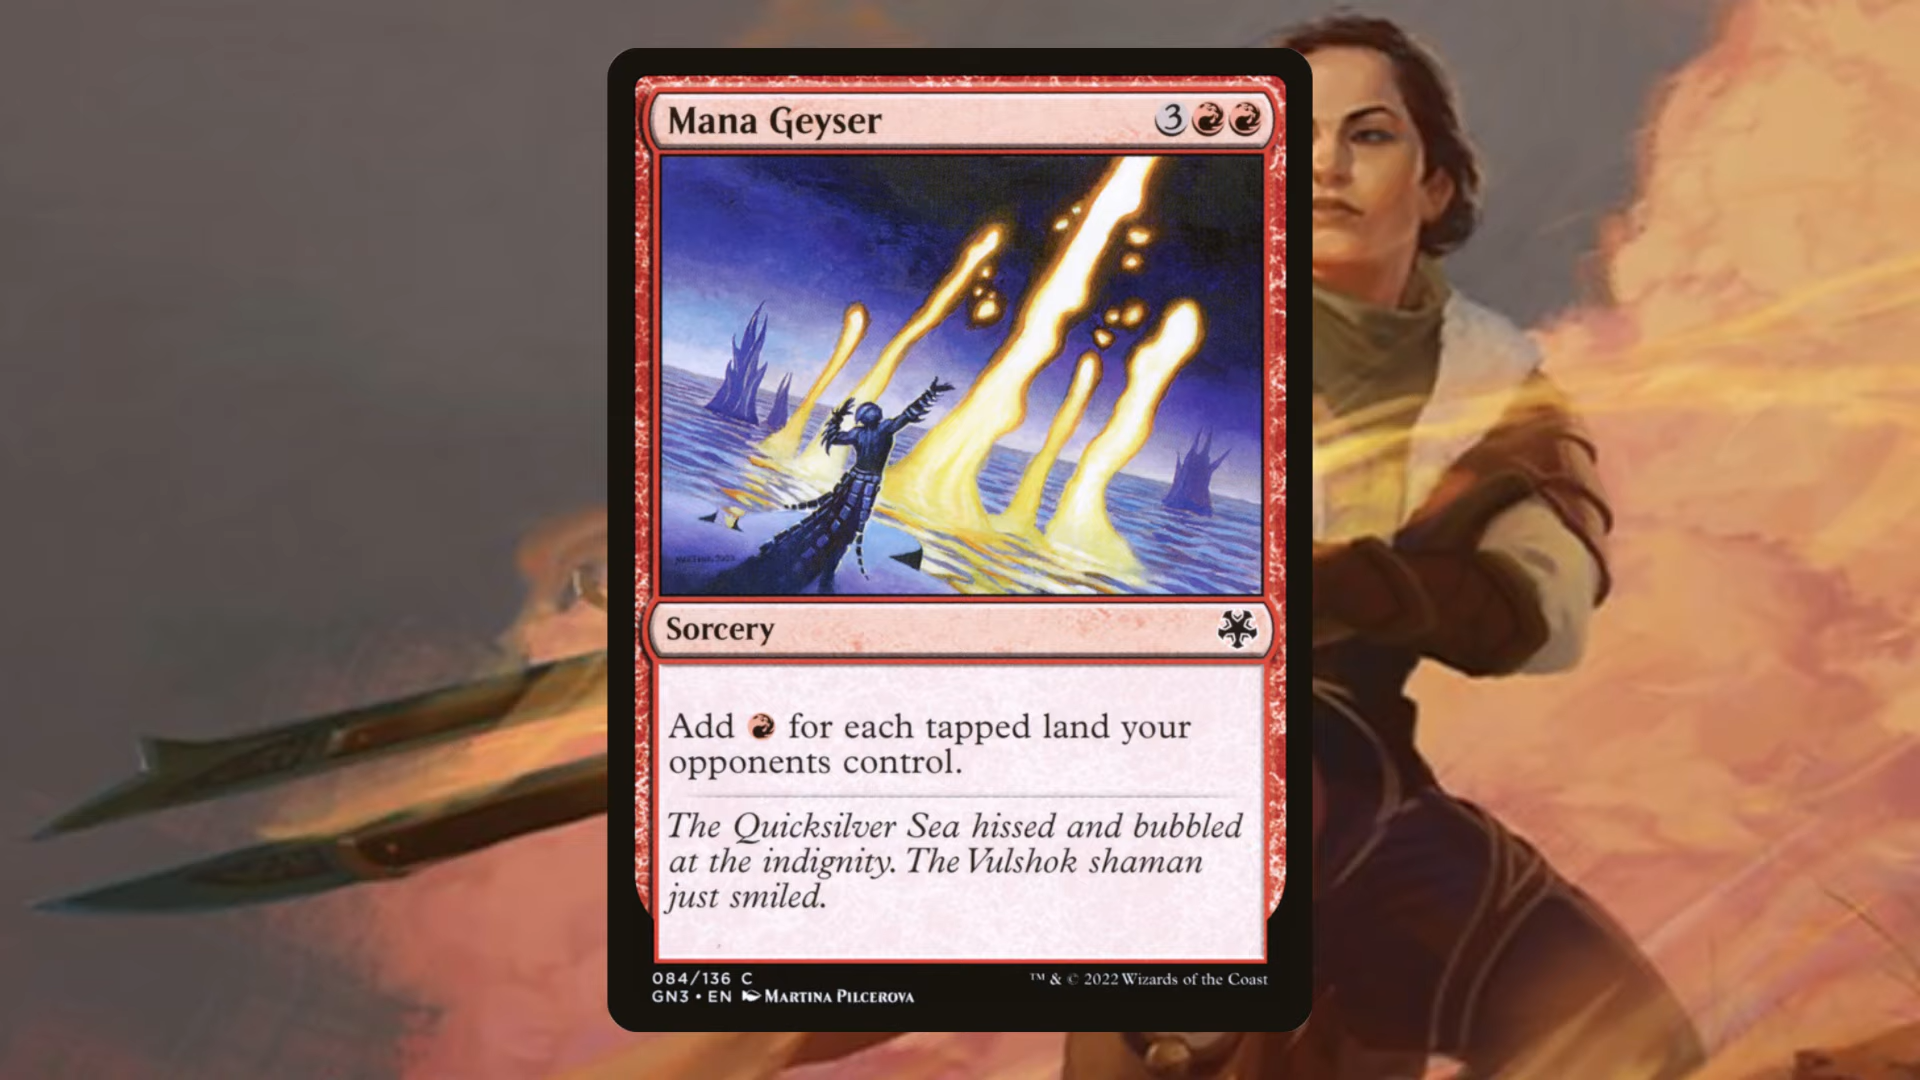 Mana Geyser 3
Sorcery
Add for each tapped land your
opponents control.
The Quicksilver Sea hissed and bubbled
at the indignity. The Vulshok shaman
just smiled.
084/136 C
GN3 • EN MARTINA PILCEROVA
™ & © 2022 Wizards of the Coast